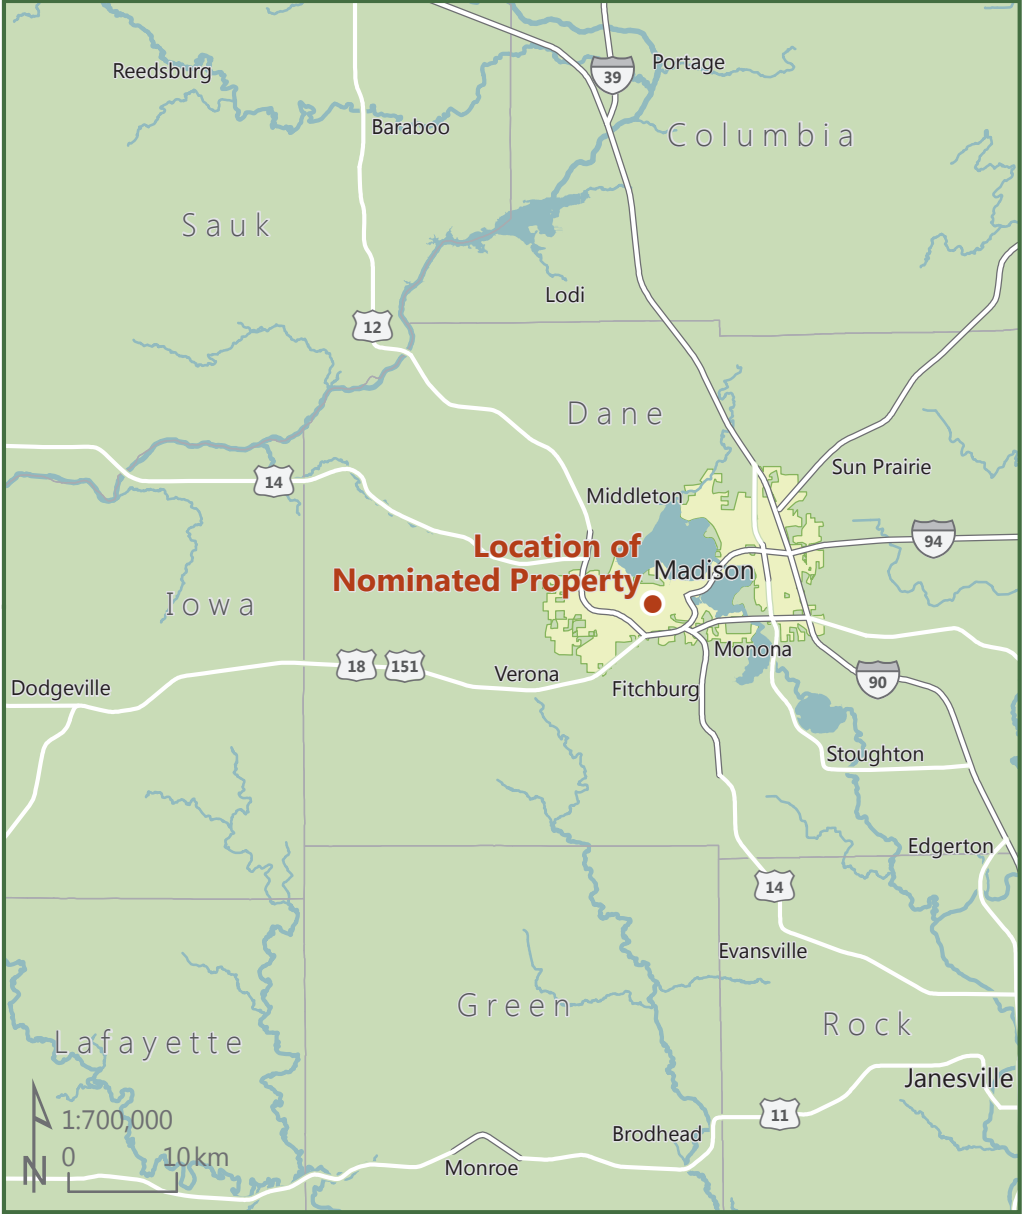 39
Portage
Reedsburg
Baraboo
Columbia
Sauk
Lodi
12
Dane
Sun Prairie
14
Middleton
94
Location of
Nominated Property
Madison
Iowa
Monona
18
151
Verona
90
Dodgeville
Fitchburg
Stoughton
Edgerton
14
Evansville
Green
Rock
Lafayette
Janesville
1:700,000
11
Brodhead
0 10 km
N
Monroe